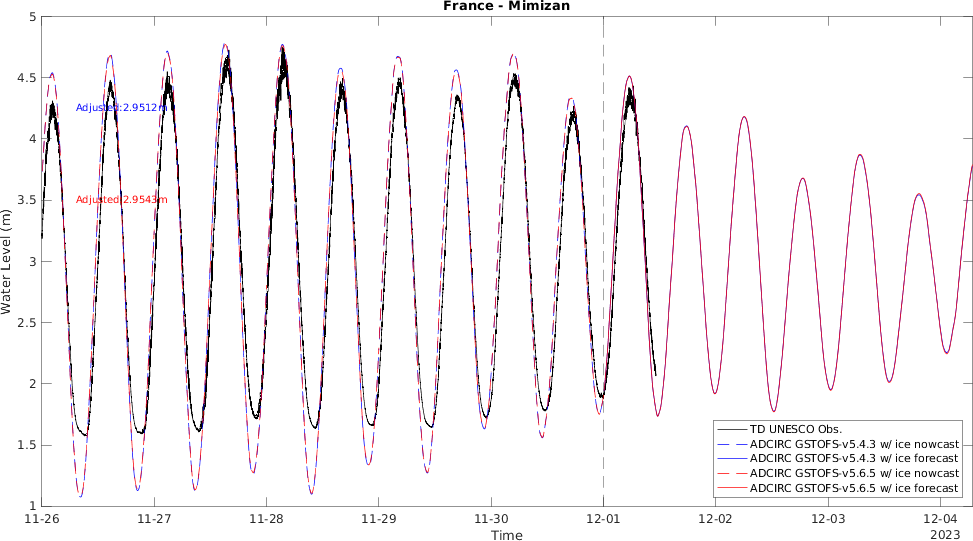 France - Mimizan
5
4.5
4
3.5
3
2.5
2
1.5
1
Water Level (m)
Adjusted:2.9512m
Adjusted:2.9543m
TD UNESCO Obs.
ADCIRC GSTOFS-v5.4.3 w/ ice nowcast
ADCIRC GSTOFS-v5.4.3 w/ ice forecast
ADCIRC GSTOFS-v5.6.5 w/ ice nowcast
ADCIRC GSTOFS-v5.6.5 w/ ice forecast
11-26 11-27 11-28 11-29 11-30 12-01 12-02 12-03 12-04
Time
2023